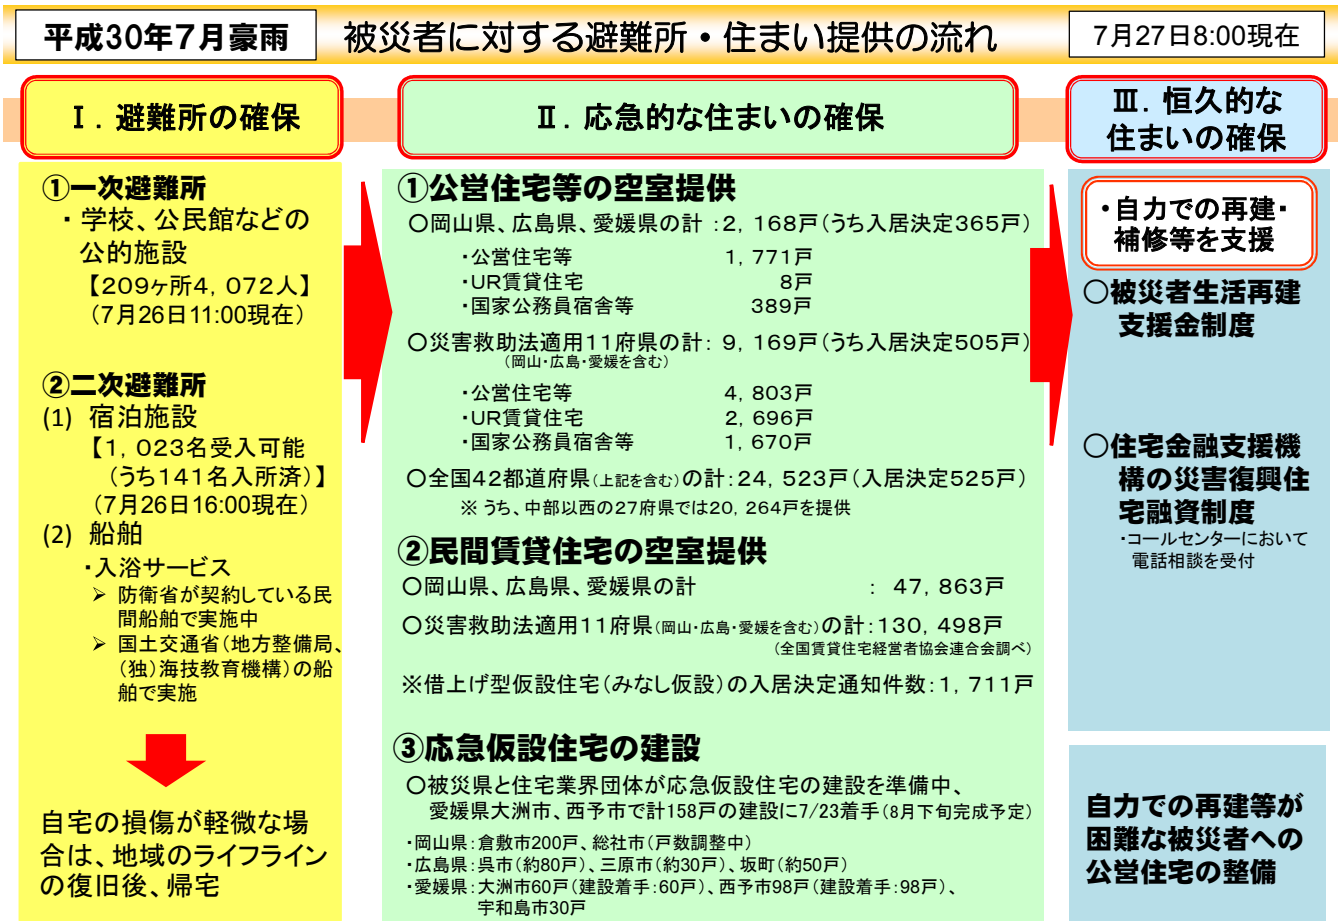 平成30年7月豪雨
被災者に対する避難所・住まい提供の流れ
7月27日8:00現在
Ⅰ．避難所の確保
①一次避難所
・学校、公民館などの
公的施設
【209ヶ所4，072人】
（7月26日11:00現在）
②二次避難所
(1) 宿泊施設
【1，023名受入可能
（うち141名入所済）】
（7月26日16:00現在）
(2) 船舶
・入浴サービス
➢ 防衛省が契約している民
間船舶で実施中
➢ 国土交通省（地方整備局、
（独）海技教育機構）の船
舶で実施
自宅の損傷が軽微な場
合は、地域のライフライン
の復旧後、帰宅
Ⅱ．応急的な住まいの確保
①公営住宅等の空室提供
○岡山県、広島県、愛媛県の計 ：2，168戸（うち入居決定365戸）
・公営住宅等 1，771戸
・UR賃貸住宅 8戸
・国家公務員宿舎等 389戸
○災害救助法適用11府県の計： 9，169戸（うち入居決定505戸）
（岡山・広島・愛媛を含む）
・公営住宅等 4，803戸
・UR賃貸住宅 2，696戸
・国家公務員宿舎等 1，670戸
○全国42都道府県（上記を含む）の計：24，523戸（入居決定525戸）
※ うち、中部以西の27府県では20，264戸を提供
②民間賃貸住宅の空室提供
○岡山県、広島県、愛媛県の計 ： 47，863戸
○災害救助法適用11府県（岡山・広島・愛媛を含む）の計：130，498戸
（全国賃貸住宅経営者協会連合会調べ）
※借上げ型仮設住宅（みなし仮設）の入居決定通知件数：1，711戸
③応急仮設住宅の建設
○被災県と住宅業界団体が応急仮設住宅の建設を準備中、
愛媛県大洲市、西予市で計158戸の建設に7/23着手（8月下旬完成予定）
・岡山県：倉敷市200戸、総社市（戸数調整中）
・広島県：呉市（約80戸）、三原市（約30戸）、坂町（約50戸）
・愛媛県：大洲市60戸（建設着手：60戸）、西予市98戸（建設着手：98戸）、
宇和島市30戸
Ⅲ．恒久的な
住まいの確保
・自力での再建・
補修等を支援
○被災者生活再建
支援金制度
○住宅金融支援機
構の災害復興住
宅融資制度
・コールセンターにおいて
電話相談を受付
自力での再建等が
困難な被災者への
公営住宅の整備